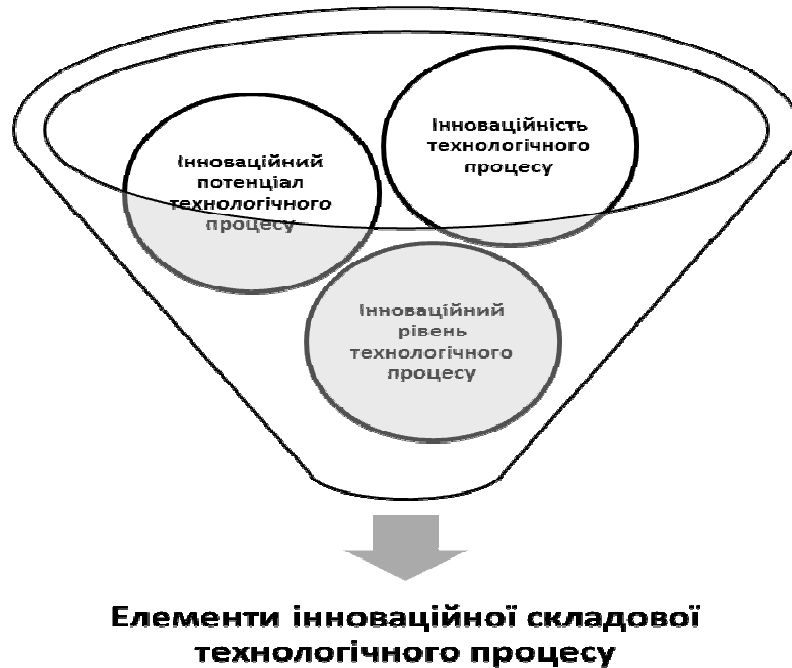 Інноваційний
потенціал
технологічного
процесу
Інноваційність
технологічного
процесу
Інноваційний
рівень
технологічного
процесу
Елементи інноваційної складової
технологічного процесу